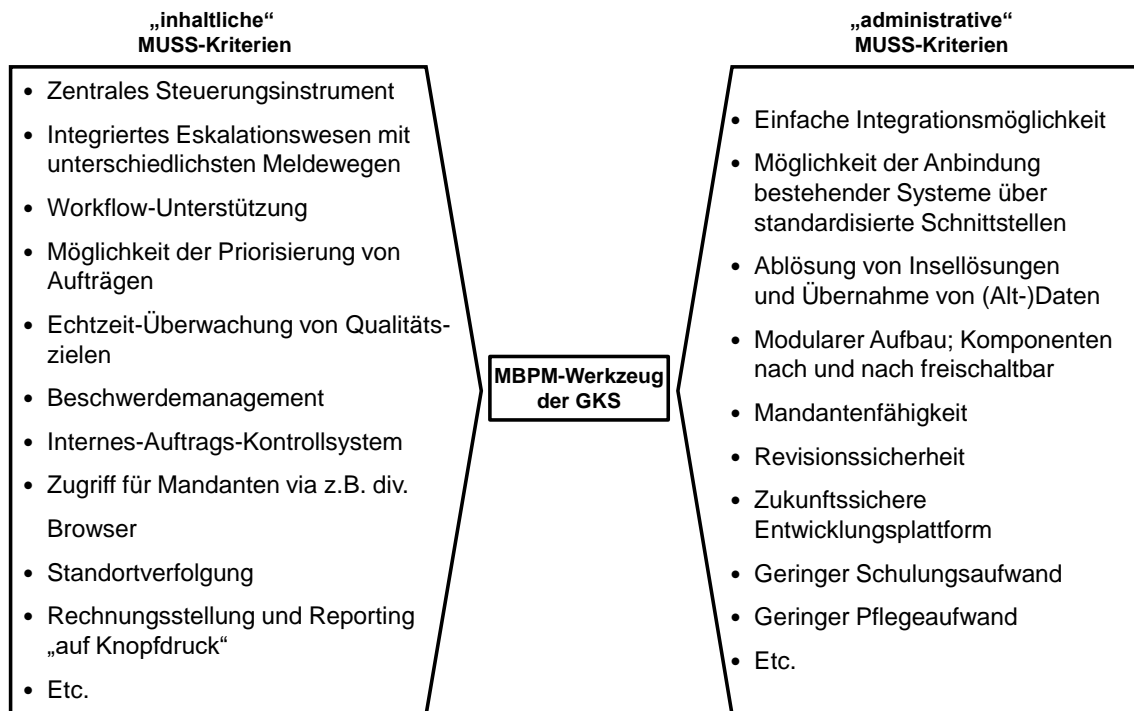 „inhaltliche“
MUSS-Kriterien
• Zentrales Steuerungsinstrument
• Integriertes Eskalationswesen mit
unterschiedlichsten Meldewegen
• Workflow-Unterstützung
• Möglichkeit der Priorisierung von
Aufträgen
• Echtzeit-Überwachung von Qualitäts-
zielen
• Beschwerdemanagement
• Internes-Auftrags-Kontrollsystem
• Zugriff für Mandanten via z.B. div.
Browser
• Standortverfolgung
• Rechnungsstellung und Reporting
„auf Knopfdruck“
• Etc.
MBPM-Werkzeug
der GKS
„administrative“
MUSS-Kriterien
• Einfache Integrationsmöglichkeit
• Möglichkeit der Anbindung
bestehender Systeme über
standardisierte Schnittstellen
• Ablösung von Insellösungen
und Übernahme von (Alt-)Daten
• Modularer Aufbau; Komponenten
nach und nach freischaltbar
• Mandantenfähigkeit
• Revisionssicherheit
• Zukunftssichere
Entwicklungsplattform
• Geringer Schulungsaufwand
• Geringer Pflegeaufwand
• Etc.